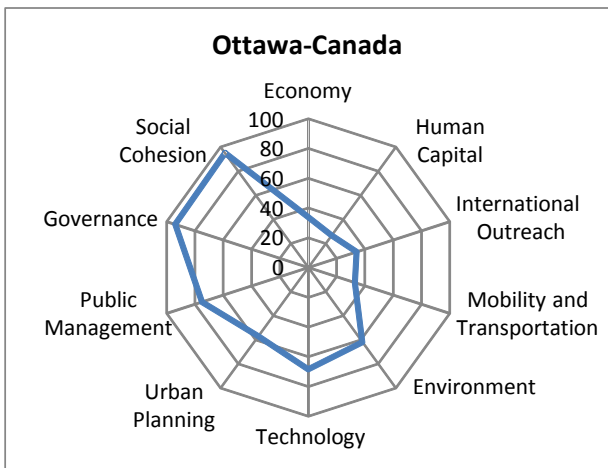 Ottawa-Canada
Economy
Human
Capital
International
Outreach
Mobility and
Transportation
Environment
Technology
Urban
Planning
Public
Management
Governance
Social
Cohesion
100
80
60
40
20
0